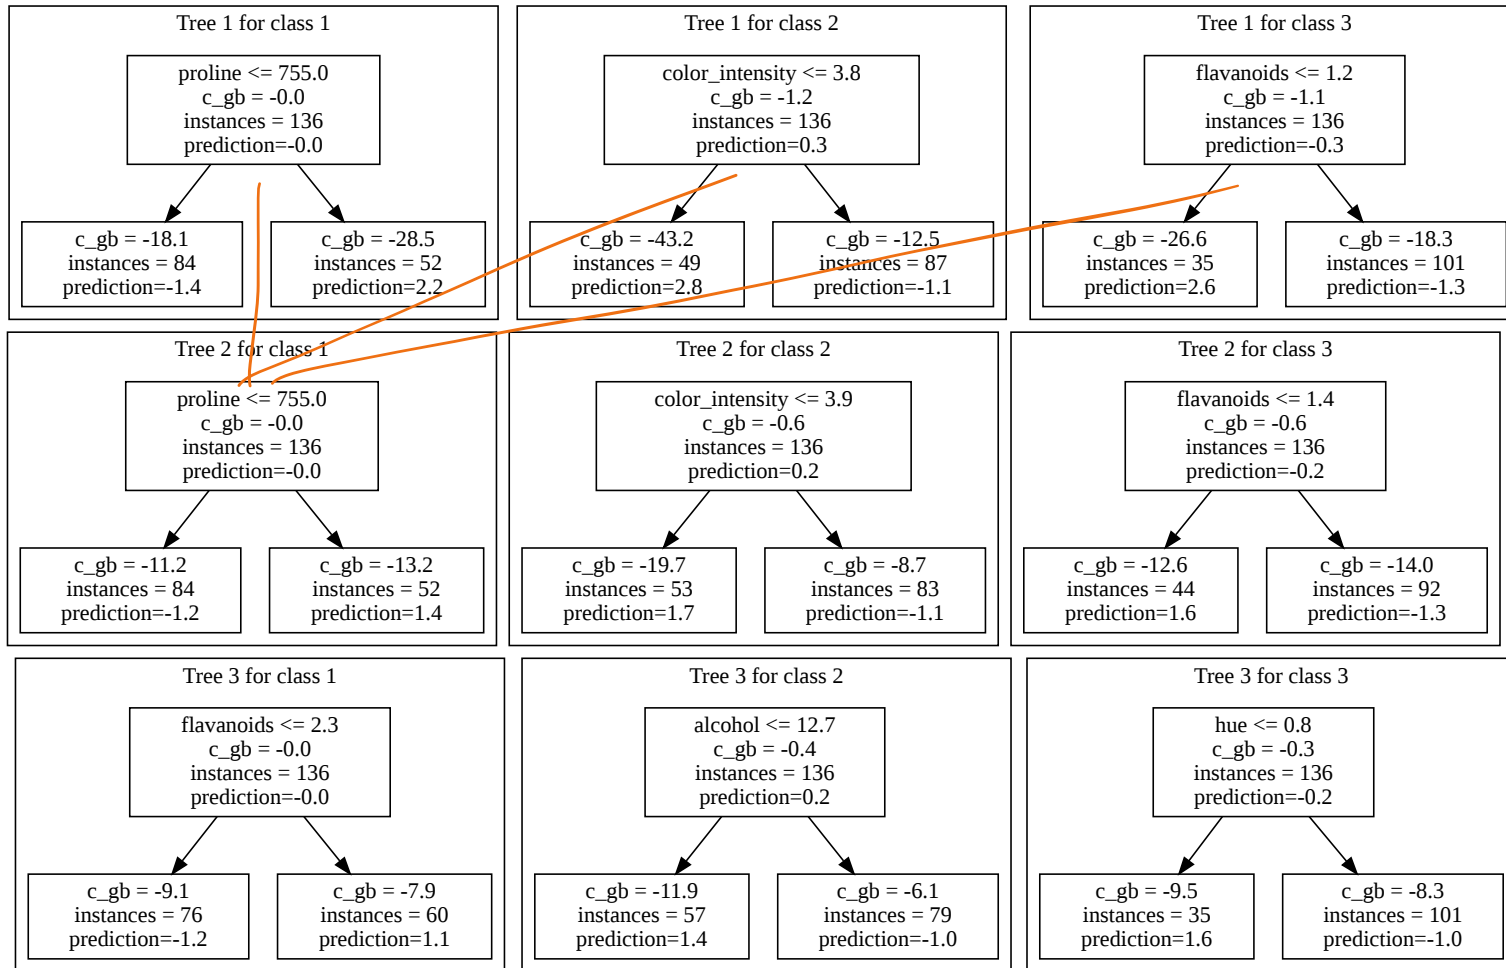 Tree 1 for class 1
proline <= 755.0
c_gb = -0.0
instances = 136
prediction=-0.0
c_gb = -18.1
instances = 84
prediction=-1.4
c_gb = -28.5
instances = 52
prediction=2.2
Tree 1 for class 2
color_intensity <= 3.8
c_gb = -1.2
instances = 136
prediction=0.3
c_gb = -43.2
instances = 49
prediction=2.8
c_gb = -12.5
instances = 87
prediction=-1.1
Tree 1 for class 3
flavanoids <= 1.2
c_gb = -1.1
instances = 136
prediction=-0.3
c_gb = -26.6
instances = 35
prediction=2.6
c_gb = -18.3
instances = 101
prediction=-1.3
Tree 2 for class 1
proline <= 755.0
c_gb = -0.0
instances = 136
prediction=-0.0
c_gb = -11.2
instances = 84
prediction=-1.2
c_gb = -13.2
instances = 52
prediction=1.4
Tree 2 for class 2
color_intensity <= 3.9
c_gb = -0.6
instances = 136
prediction=0.2
c_gb = -19.7
instances = 53
prediction=1.7
c_gb = -8.7
instances = 83
prediction=-1.1
Tree 2 for class 3
flavanoids <= 1.4
c_gb = -0.6
instances = 136
prediction=-0.2
c_gb = -12.6
instances = 44
prediction=1.6
c_gb = -14.0
instances = 92
prediction=-1.3
Tree 3 for class 1
flavanoids <= 2.3
c_gb = -0.0
instances = 136
prediction=-0.0
c_gb = -9.1
instances = 76
prediction=-1.2
c_gb = -7.9
instances = 60
prediction=1.1
Tree 3 for class 2
alcohol <= 12.7
c_gb = -0.4
instances = 136
prediction=0.2
c_gb = -11.9
instances = 57
prediction=1.4
c_gb = -6.1
instances = 79
prediction=-1.0
Tree 3 for class 3
hue <= 0.8
c_gb = -0.3
instances = 136
prediction=-0.2
c_gb = -9.5
instances = 35
prediction=1.6
c_gb = -8.3
instances = 101
prediction=-1.0